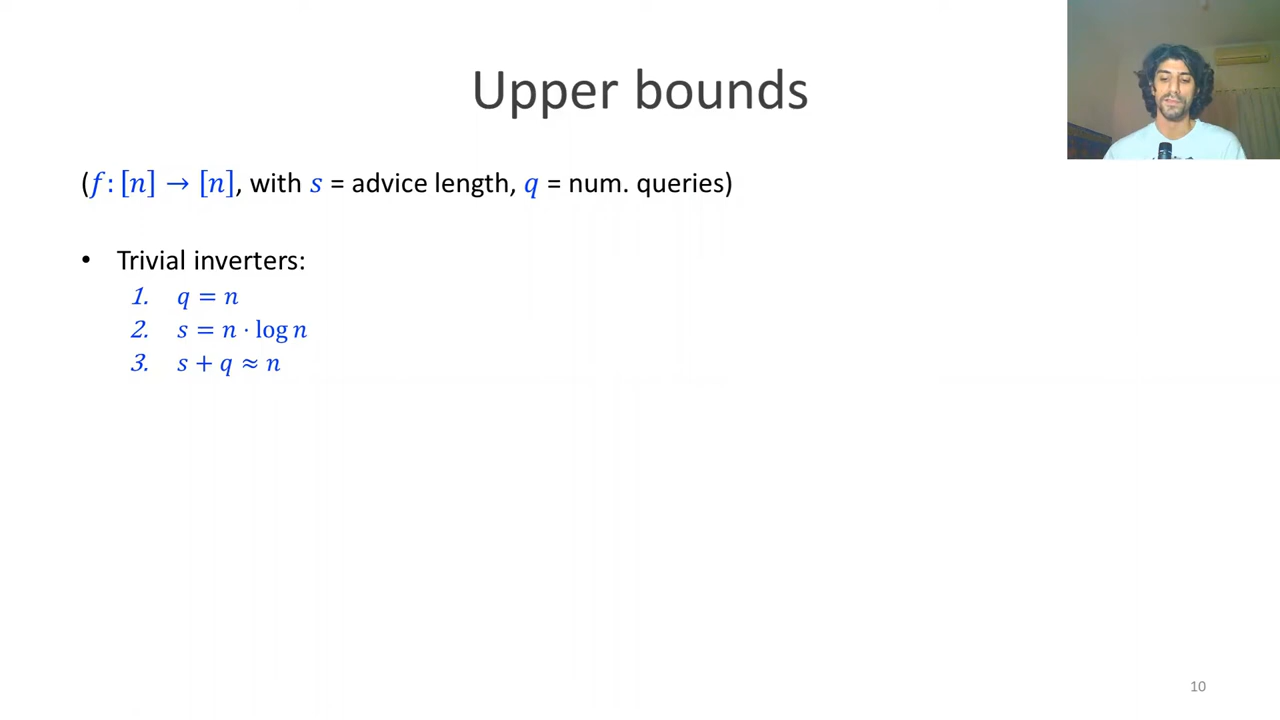 Upper bounds
(f: [n] → [n], with s = advice length, q = num. queries)
• Trivial inverters:
1. q = n
2. s = n · log n
3. s + q ≈ n
10